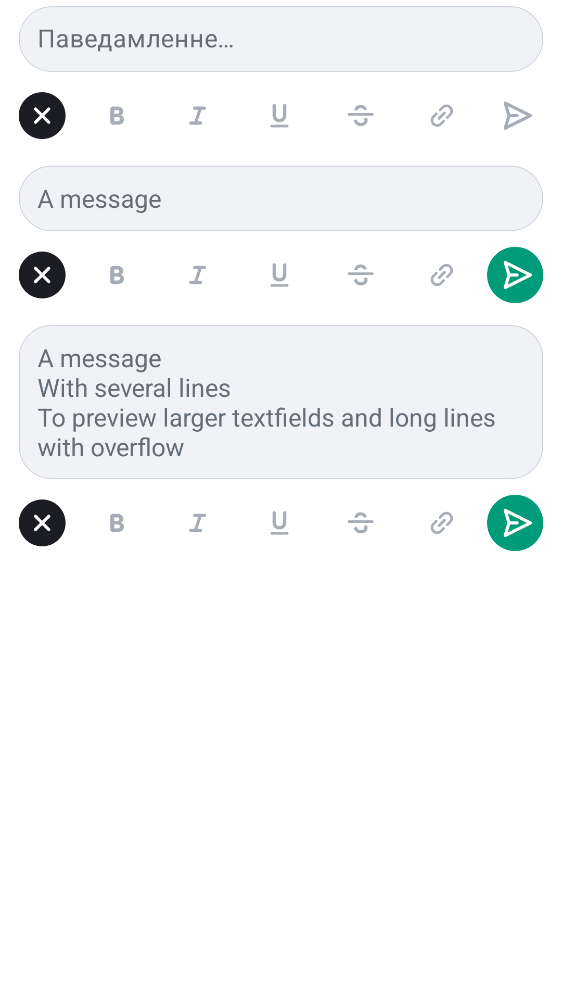 Паведамленне…
A message
A message
With several lines
To preview larger textfields and long lines
with overflow